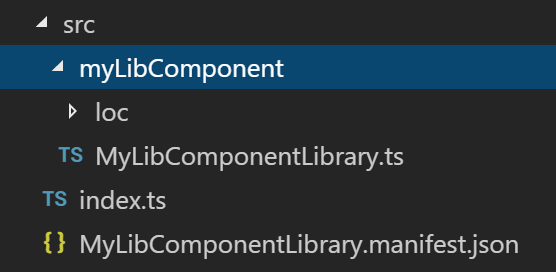 src
myLibComponent
loc
TS MyLibComponentLibrary.ts
TS index.ts
{ } MyLibComponentLibrary.manifest.json